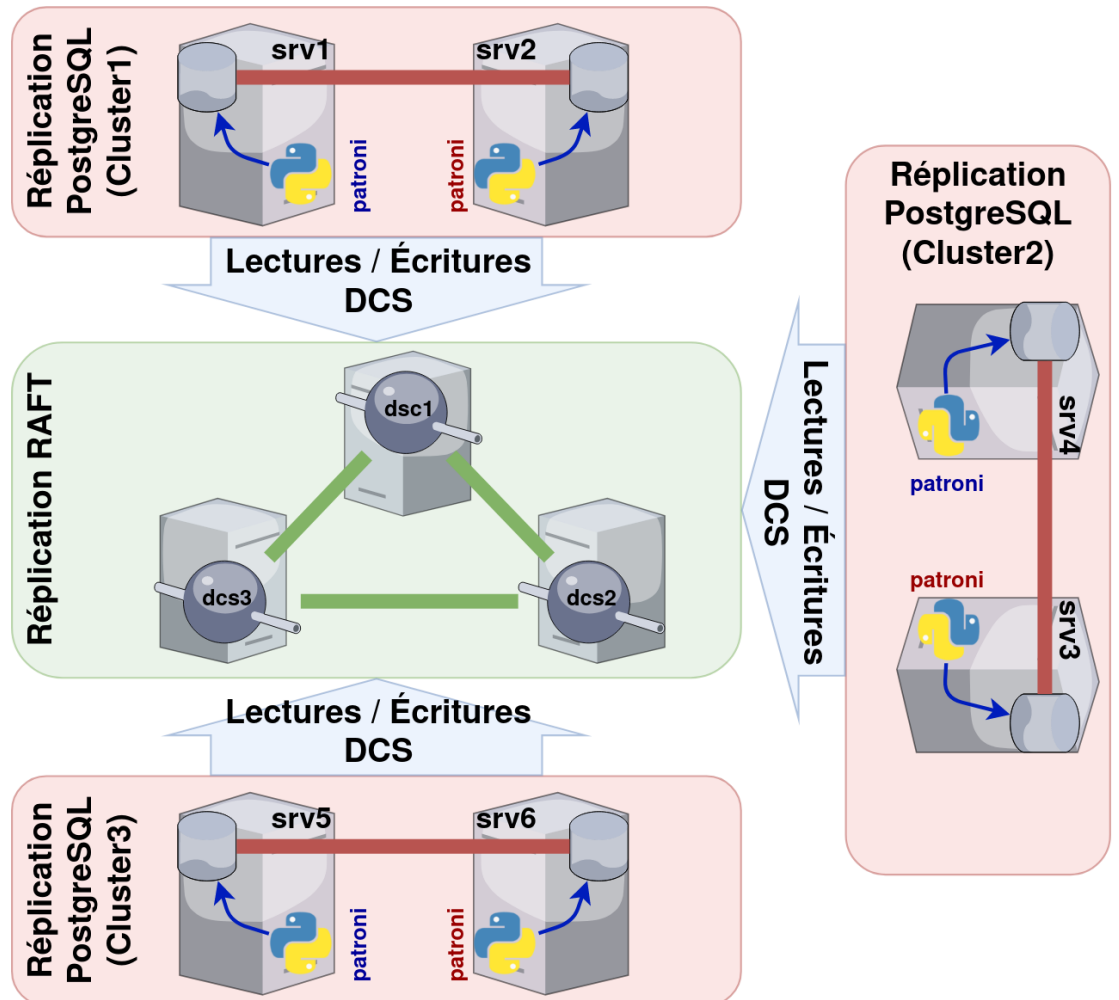 Réplication
PostgreSQL
(Cluster1)
srv1
srv2
patroni
patroni
Lectures / Écritures
DCS
Réplication
PostgreSQL
(Cluster2)
srv4
patroni
patroni
srv3
Lectures / Écritures
DCS
Réplication RAFT
dsc1
dcs3
dcs2
Lectures / Écritures
DCS
Réplication
PostgreSQL
(Cluster3)
srv5
srv6
patroni
patroni